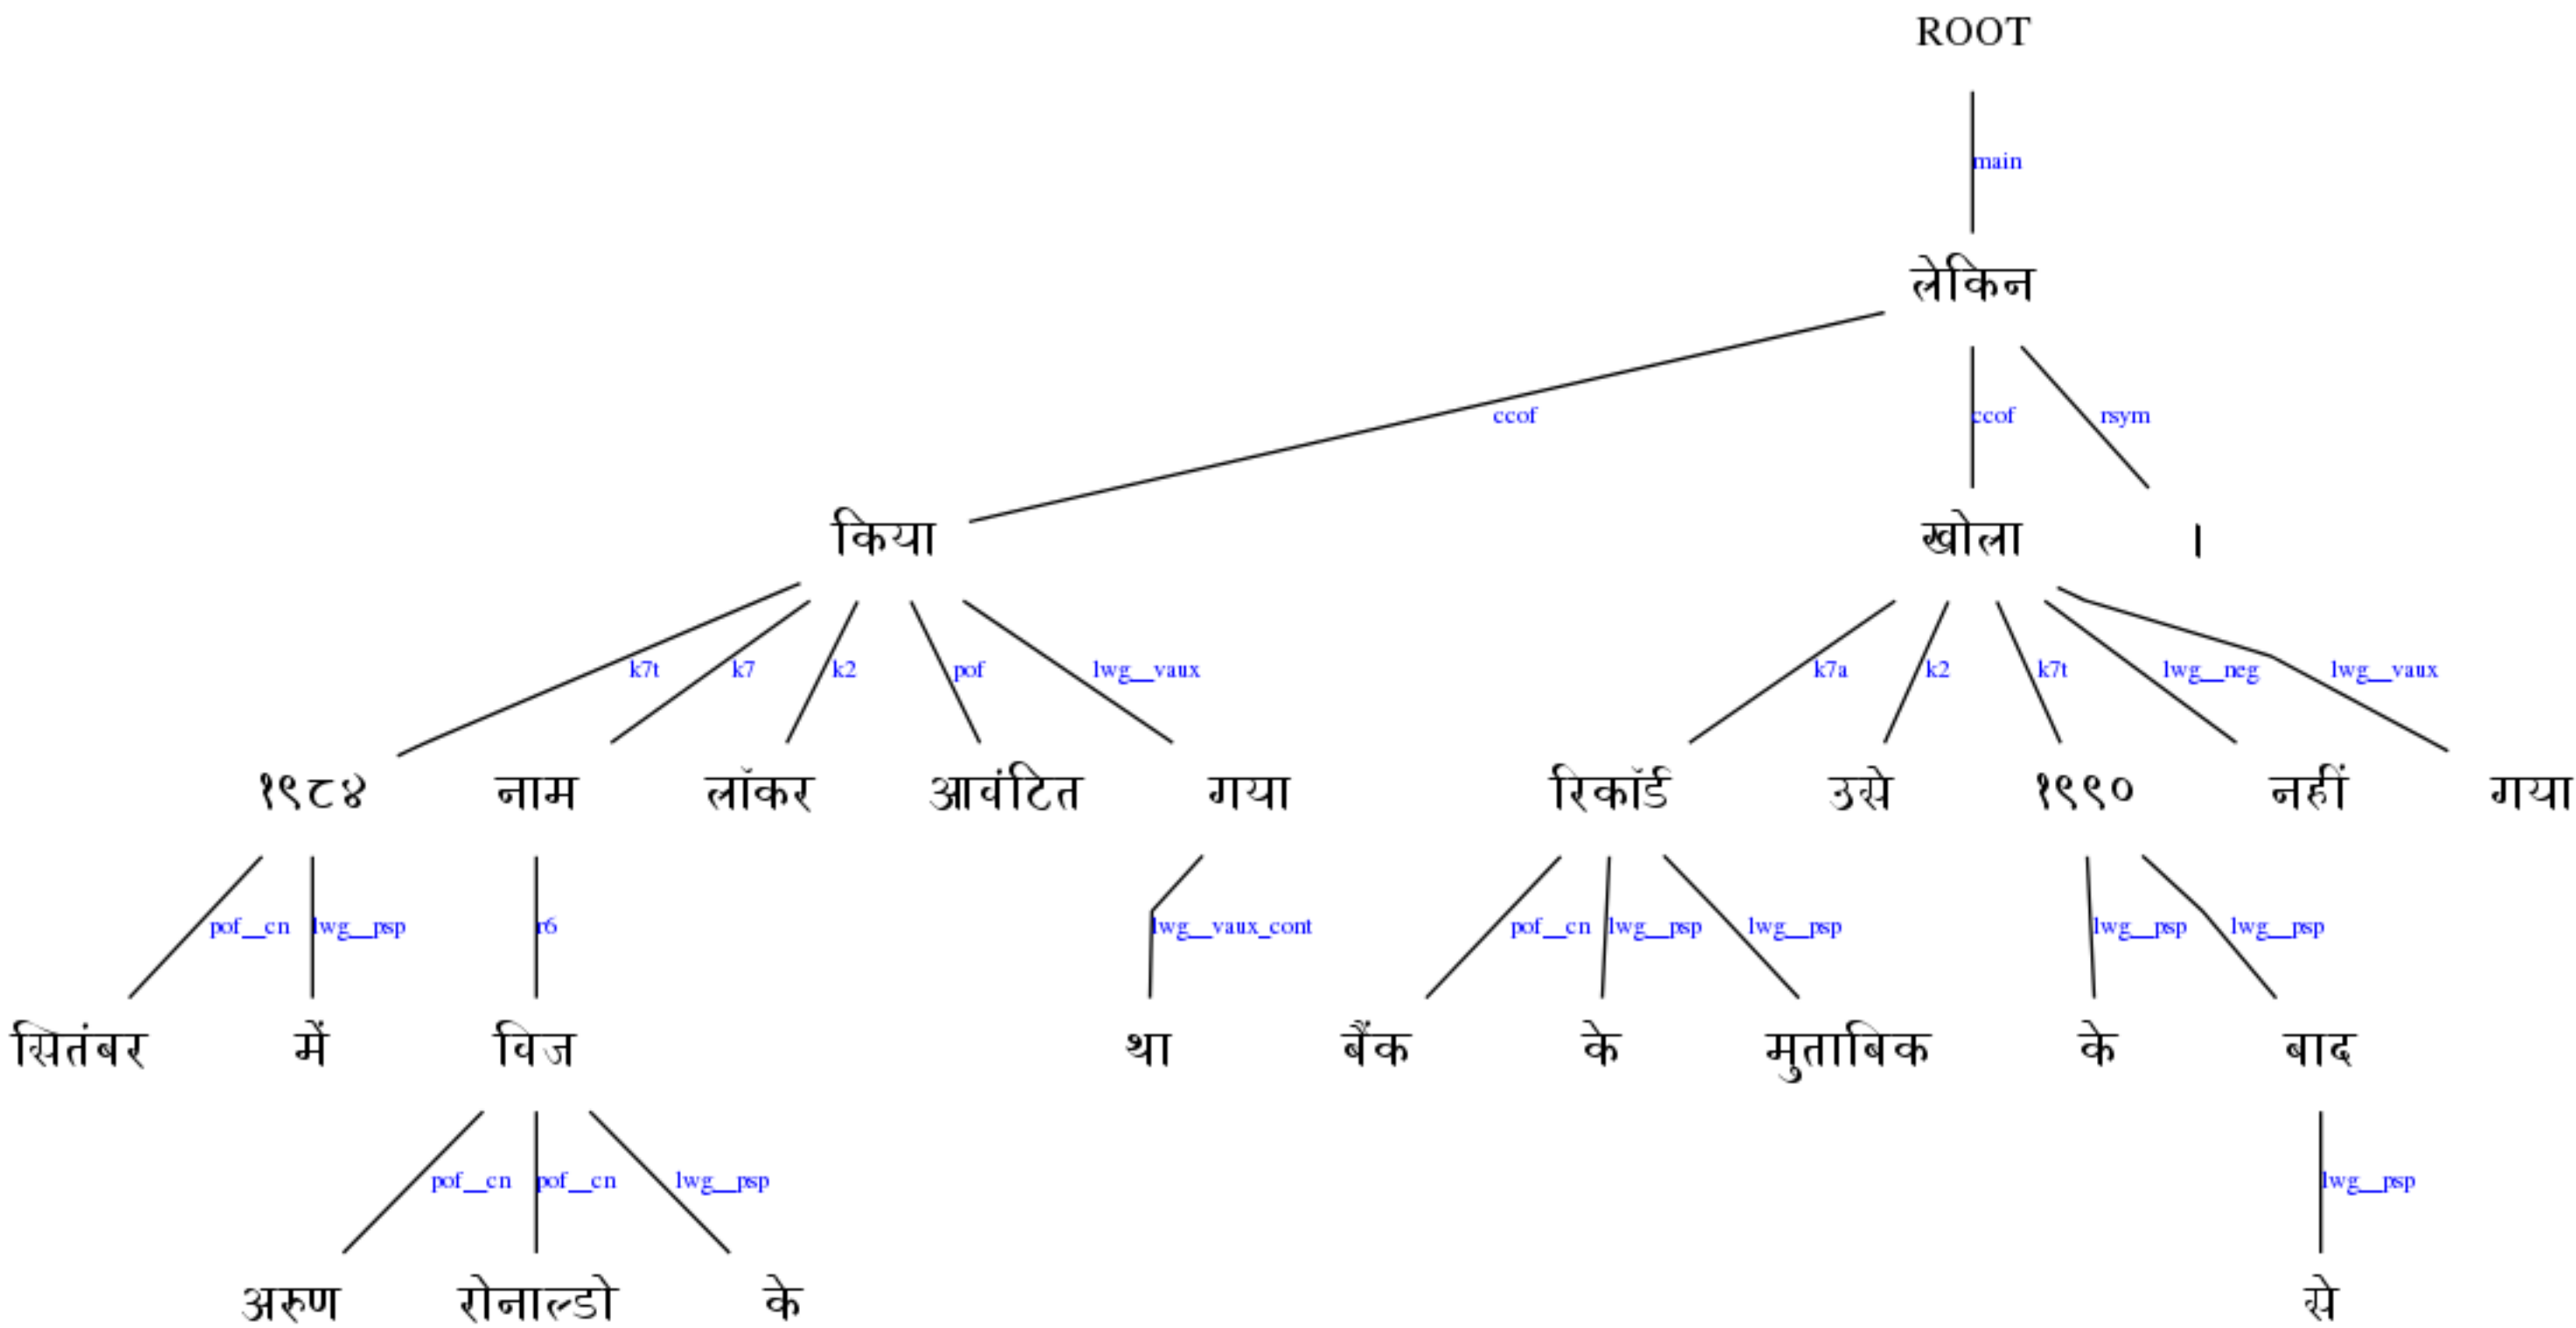 ROOT
main
लेकिन
ccof ccof rsym
किया खोला ।
k7t k7 k2 pof lwg__vaux k7a k2 k7t lwg__neg lwg__vaux
१९८४ नाम लॉकर आवंटित गया रिकॉर्ड उसे १९९० नहीं गया
pof__cn lwg__psp r6 lwg__vaux_cont pof__cn lwg__psp lwg__psp lwg__psp lwg__psp
सितंबर में विज था बैंक के मुताबिक के बाद
pof__cn pof__cn lwg__psp lwg__psp
अरुण रोनाल्डो के से